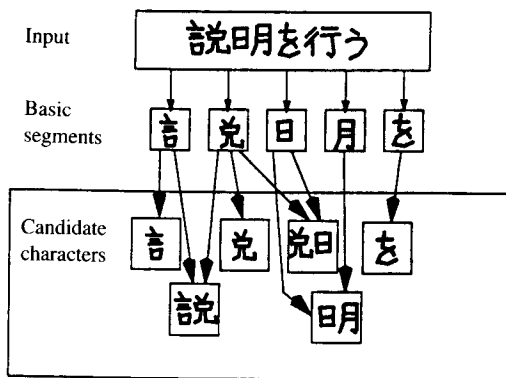 Input
説明を行う
Basic
segments
言 兑 日 月 を
Candidate
characters
言 兑 兑日 を
説 日月